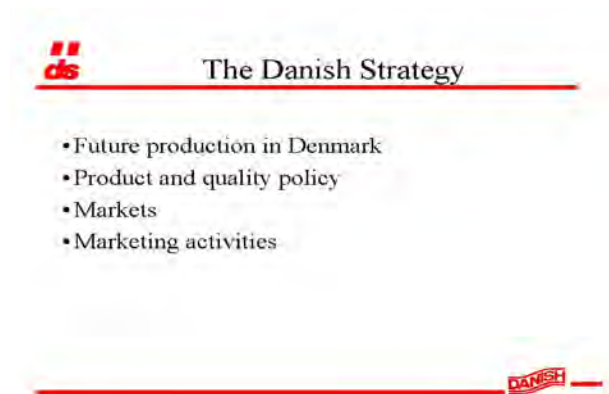 ds
The Danish Strategy
•Future production in Denmark
•Product and quality policy
•Markets
•Marketing activities
DANISH